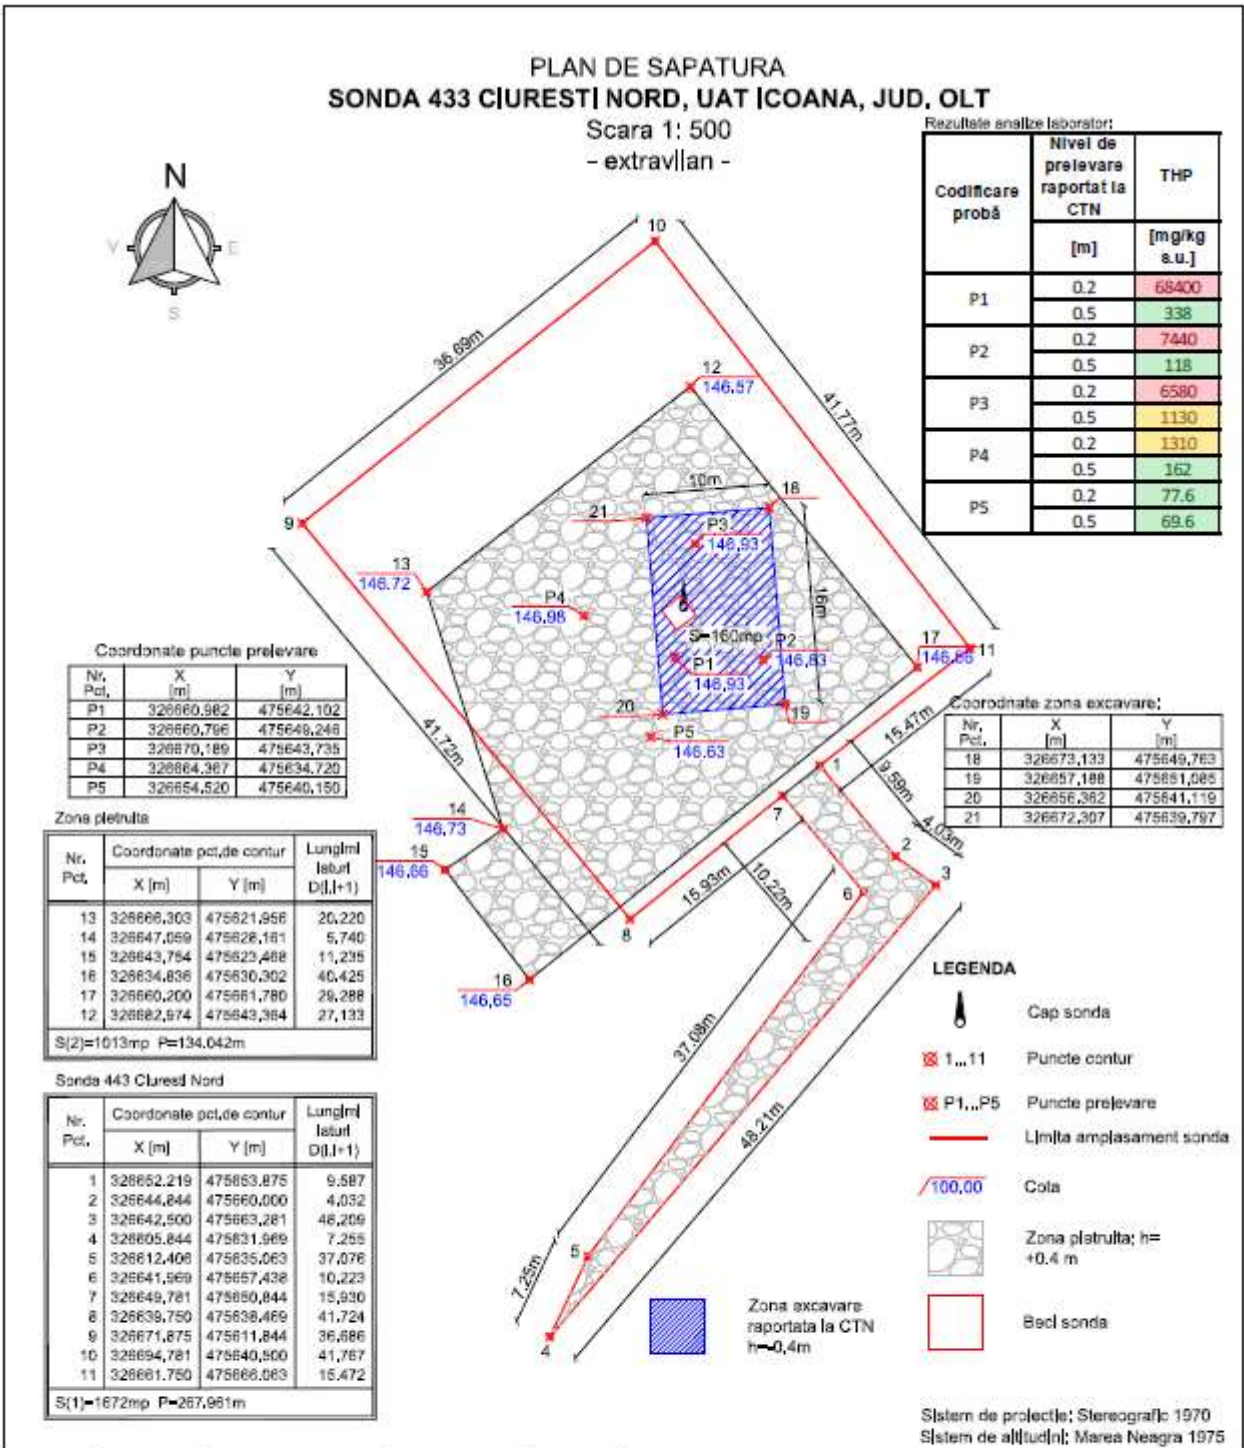 PLAN DE SAPATURA
SONDA 433 CIURESTI NORD, UAT ICOANA, JUD. OLT
Scara 1: 500
- extravilan -
N
V
E
S
Rezultate analize laborator:
Codificare probă | Nivel de prelevare raportat la CTN | THP
[m] | [mg/kg s.u.]
P1 | 0.2 | 68400
0.5 | 338
P2 | 0.2 | 7440
0.5 | 118
P3 | 0.2 | 6580
0.5 | 1130
P4 | 0.2 | 1310
0.5 | 162
P5 | 0.2 | 77.6
0.5 | 69.6
10
36.69m
12
146.57
41.77m
10m
18
21
9
P3
146.93
13
146.72
P4
146.98
16m
S=160mp
P2
146.83
P1
146.93
17
146.66
11
20
19
P5
146.63
41.72m
15.47m
1
9.59m
4.03m
7
2
3
14
146.73
15
146.66
6
15.93m
10.22m
8
16
146.65
37.08m
48.21m
5
7.25m
4
Coordonate puncte prelevare
Nr. Pct. | X [m] | Y [m]
P1 | 326660.982 | 475642.102
P2 | 326660.796 | 475649.246
P3 | 326670.189 | 475643.735
P4 | 326664.367 | 475634.720
P5 | 326654.520 | 475640.150
Coorodnate zona excavare:
Nr. Pct. | X [m] | Y [m]
18 | 326673.133 | 475649.763
19 | 326657.188 | 475651.085
20 | 326656.362 | 475641.119
21 | 326672.307 | 475639.797
Zona pietruita
Nr. Pct. | Coordonate pct.de contur | Lungimi laturi D(i,i+1)
X [m] | Y [m]
13 | 326666.303 | 475621.956 | 20.220
14 | 326647.059 | 475628.161 | 5.740
15 | 326643.754 | 475623.468 | 11.235
16 | 326634.836 | 475630.302 | 40.425
17 | 326660.200 | 475661.780 | 29.288
12 | 326682.974 | 475643.364 | 27.133
S(2)=1013mp P=134.042m
Sonda 443 Ciuresti Nord
Nr. Pct. | Coordonate pct.de contur | Lungimi laturi D(i,i+1)
X [m] | Y [m]
1 | 326652.219 | 475653.875 | 9.587
2 | 326644.844 | 475660.000 | 4.032
3 | 326642.500 | 475663.281 | 48.209
4 | 326605.844 | 475631.969 | 7.255
5 | 326612.406 | 475635.063 | 37.076
6 | 326641.969 | 475657.438 | 10.223
7 | 326649.781 | 475650.844 | 15.930
8 | 326639.750 | 475638.469 | 41.724
9 | 326671.875 | 475611.844 | 36.686
10 | 326694.781 | 475640.500 | 41.767
11 | 326661.750 | 475666.063 | 15.472
S(1)=1672mp P=267.961m
LEGENDA
Cap sonda
1...11 Puncte contur
P1...P5 Puncte prelevare
Limita amplasament sonda
100.00 Cota
Zona pietruita; h=
+0.4 m
Zona excavare
raportata la CTN
h=-0,4m
Beci sonda
Sistem de proiectie: Stereografic 1970
Sistem de altitudini: Marea Neagra 1975